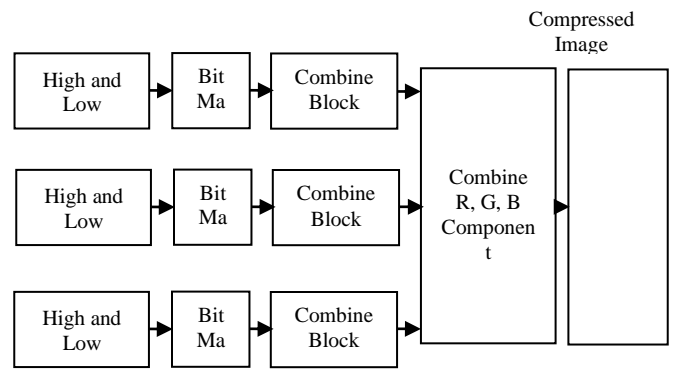 Compressed
Image
High and
Low
Bit
Ma
Combine
Block
High and
Low
Bit
Ma
Combine
Block
High and
Low
Bit
Ma
Combine
Block
Combine
R, G, B
Componen
t